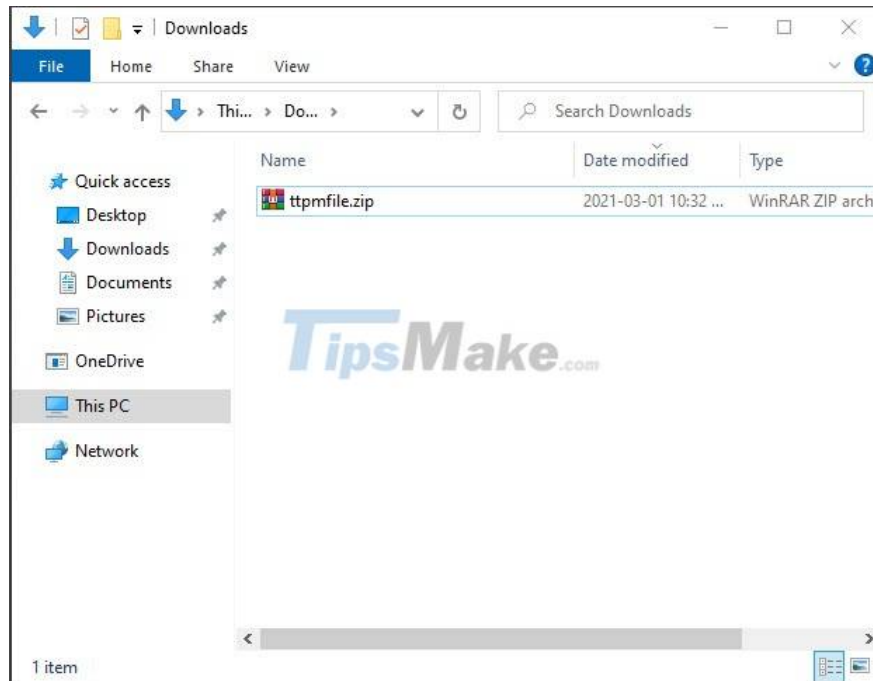 Downloads
File Home Share View
Thi... Do... Search Downloads
Name Date modified Type
Quick access
ttpmfile.zip 2021-03-01 10:32 ... WinRAR ZIP arch
Desktop
Downloads
Documents
Pictures
TipsMake.com
OneDrive
This PC
Network
1 item